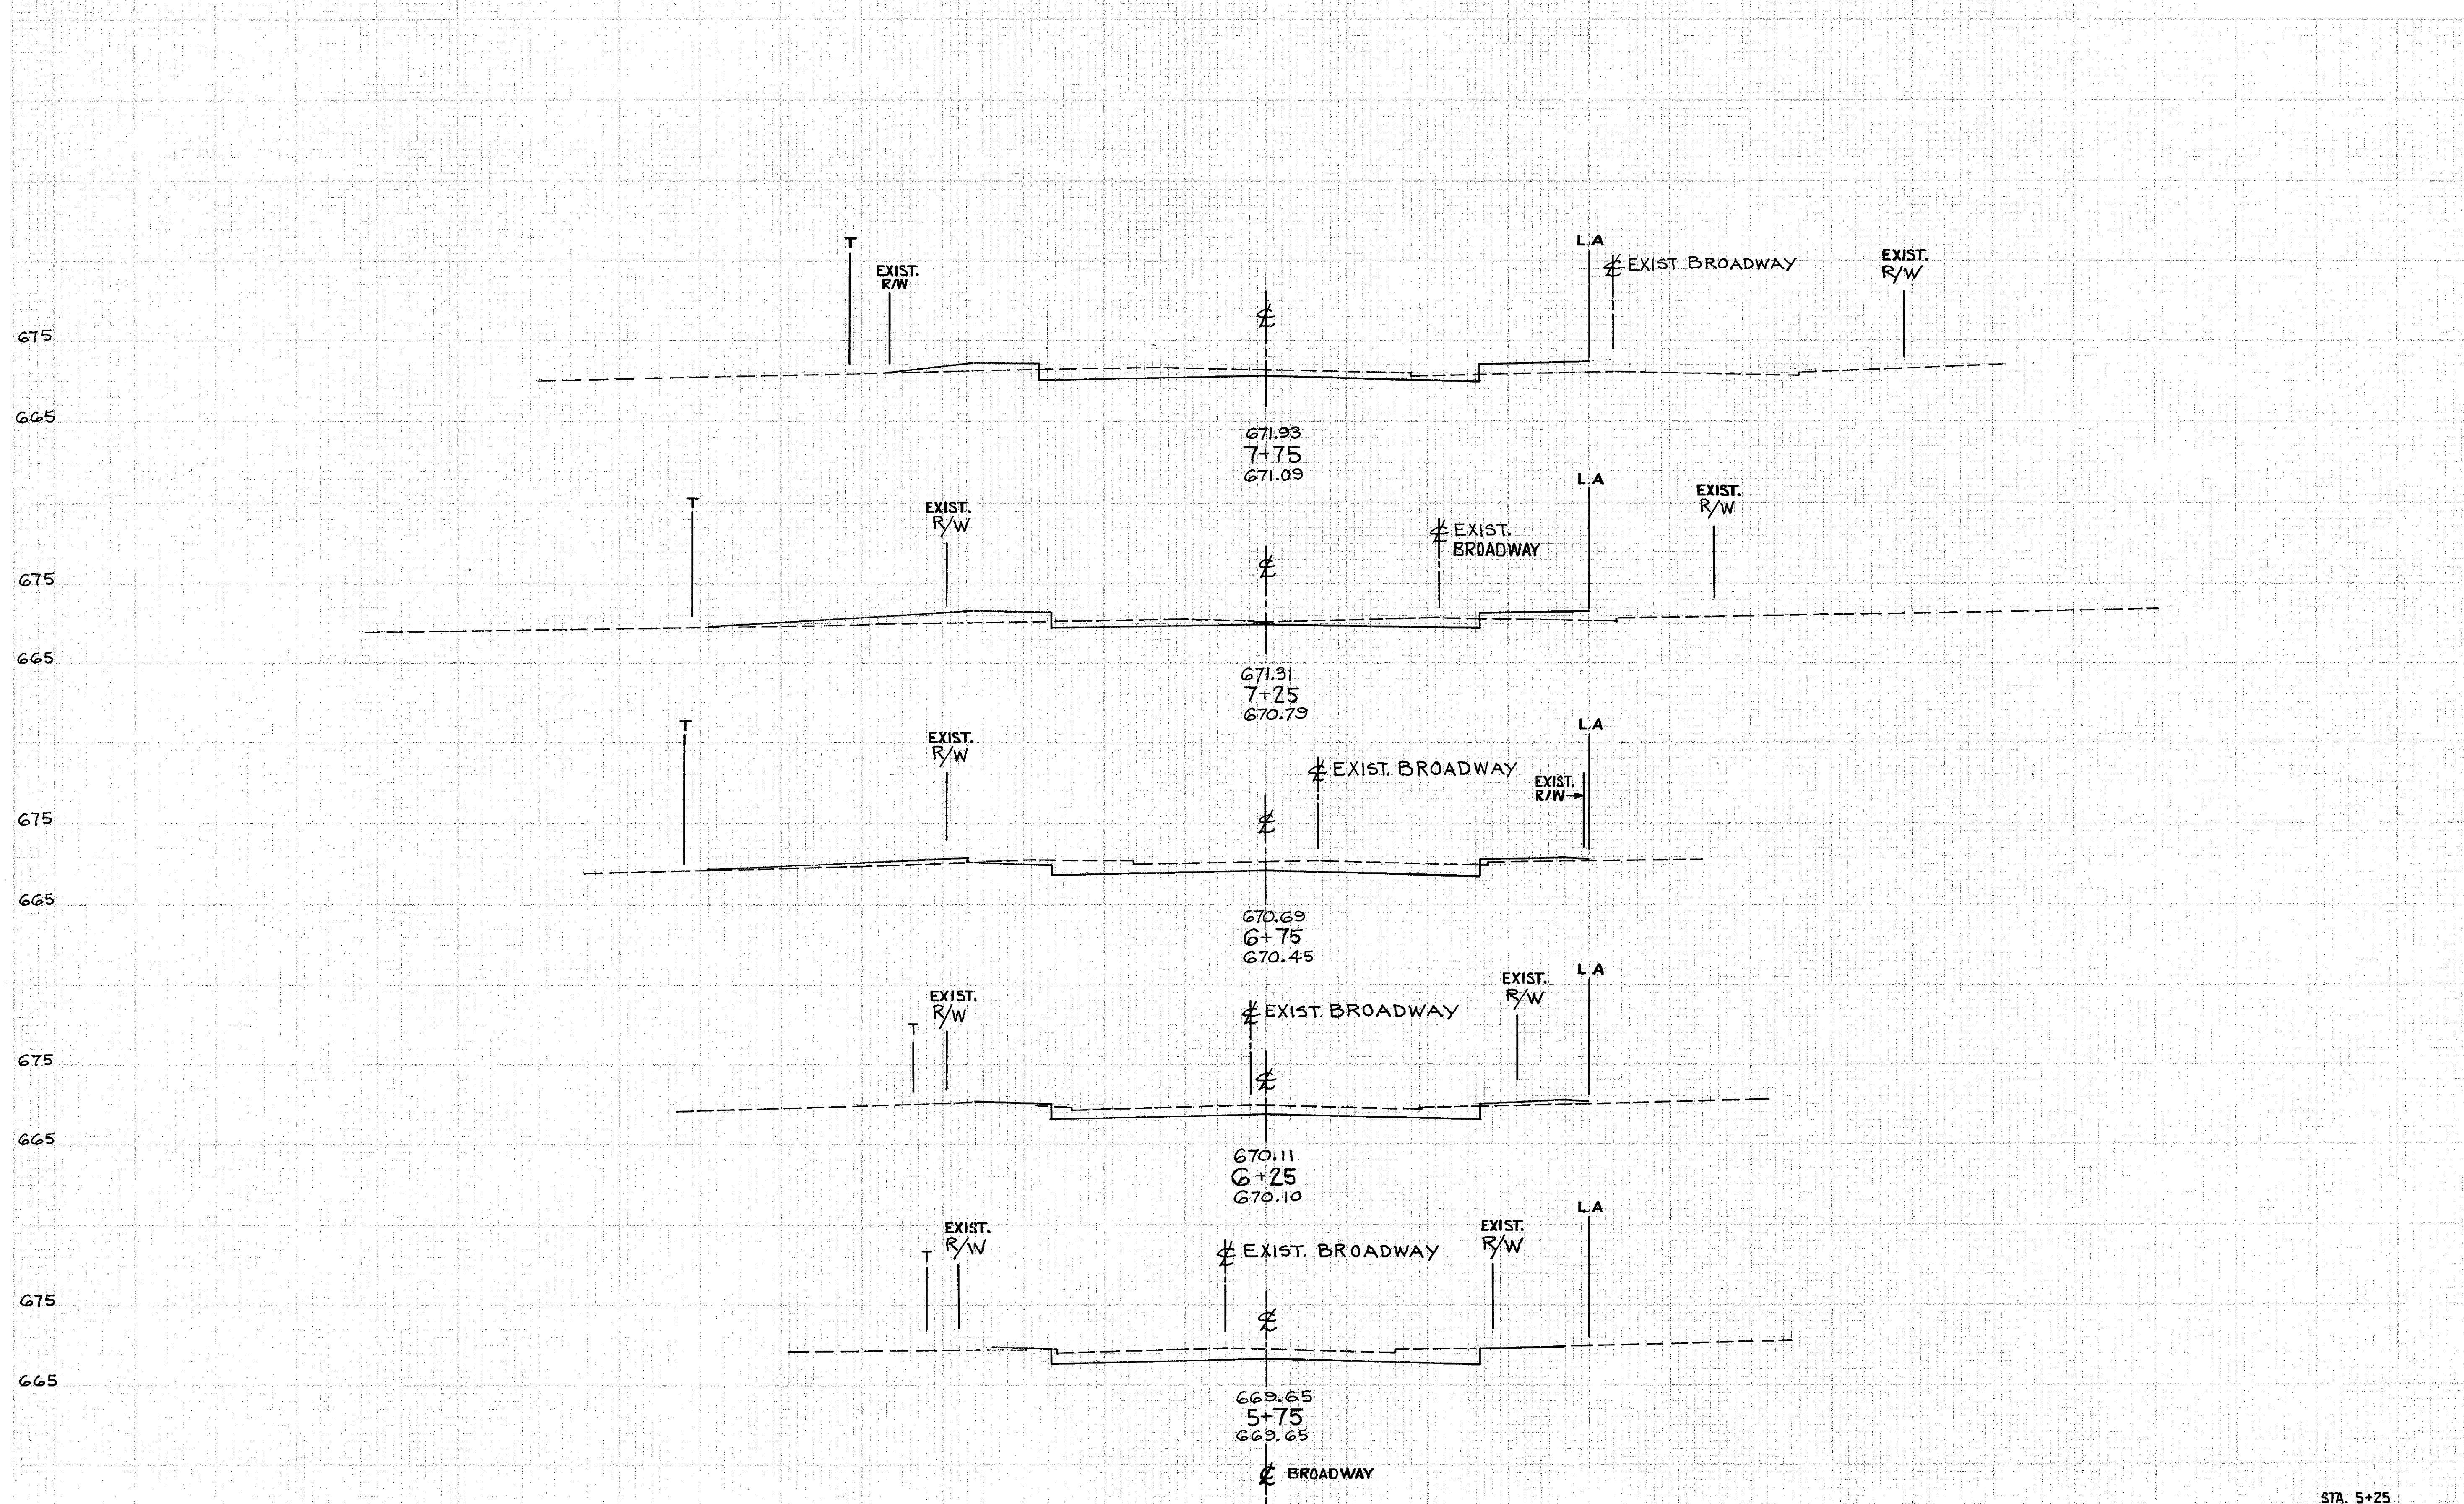 T
L A
EXIST.
R/W
℄ EXIST BROADWAY
EXIST.
R/W
℄
675
665
671.93
7+75
671.09
T
EXIST.
R/W
L A
EXIST.
R/W
℄ EXIST.
BROADWAY
℄
675
665
671.31
7+25
670.79
T
EXIST.
R/W
L A
℄ EXIST. BROADWAY
EXIST.
R/W
℄
675
665
670.69
6+75
670.45
T
EXIST.
R/W
EXIST.
R/W
L A
℄ EXIST. BROADWAY
℄
675
665
670.11
6+25
670.10
T
EXIST.
R/W
L A
EXIST.
R/W
℄ EXIST. BROADWAY
℄
675
665
669.65
5+75
669.65
℄ BROADWAY
STA. 5+25